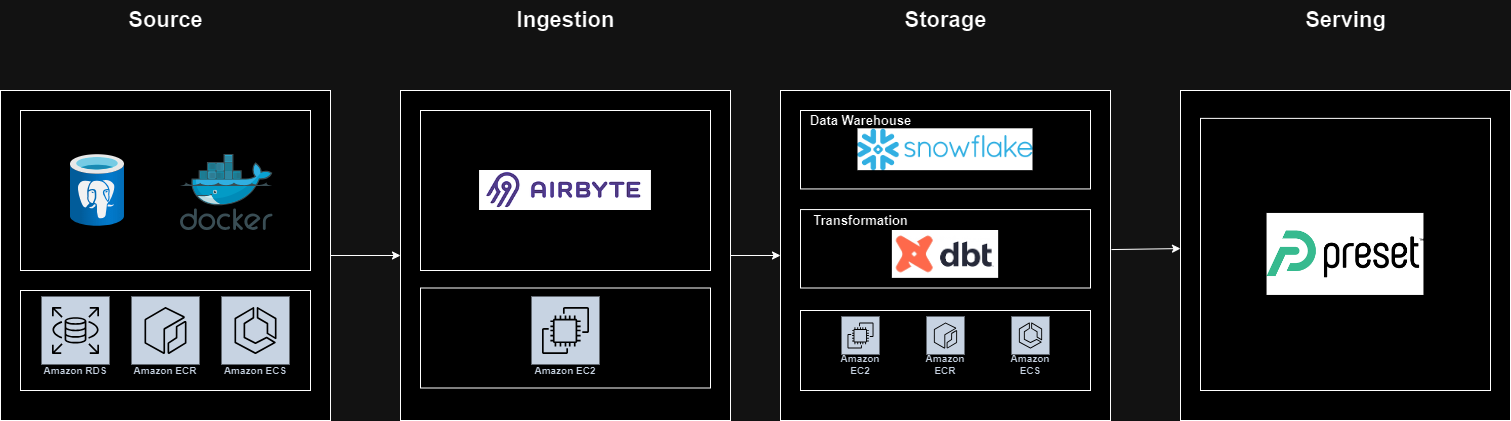 Source
Ingestion
Storage
Serving
docker
Amazon RDS
Amazon ECR
Amazon ECS
AIRBYTE
Amazon EC2
Data Warehouse
snowflake
Transformation
dbt
Amazon
EC2
Amazon
ECR
Amazon
ECS
preset